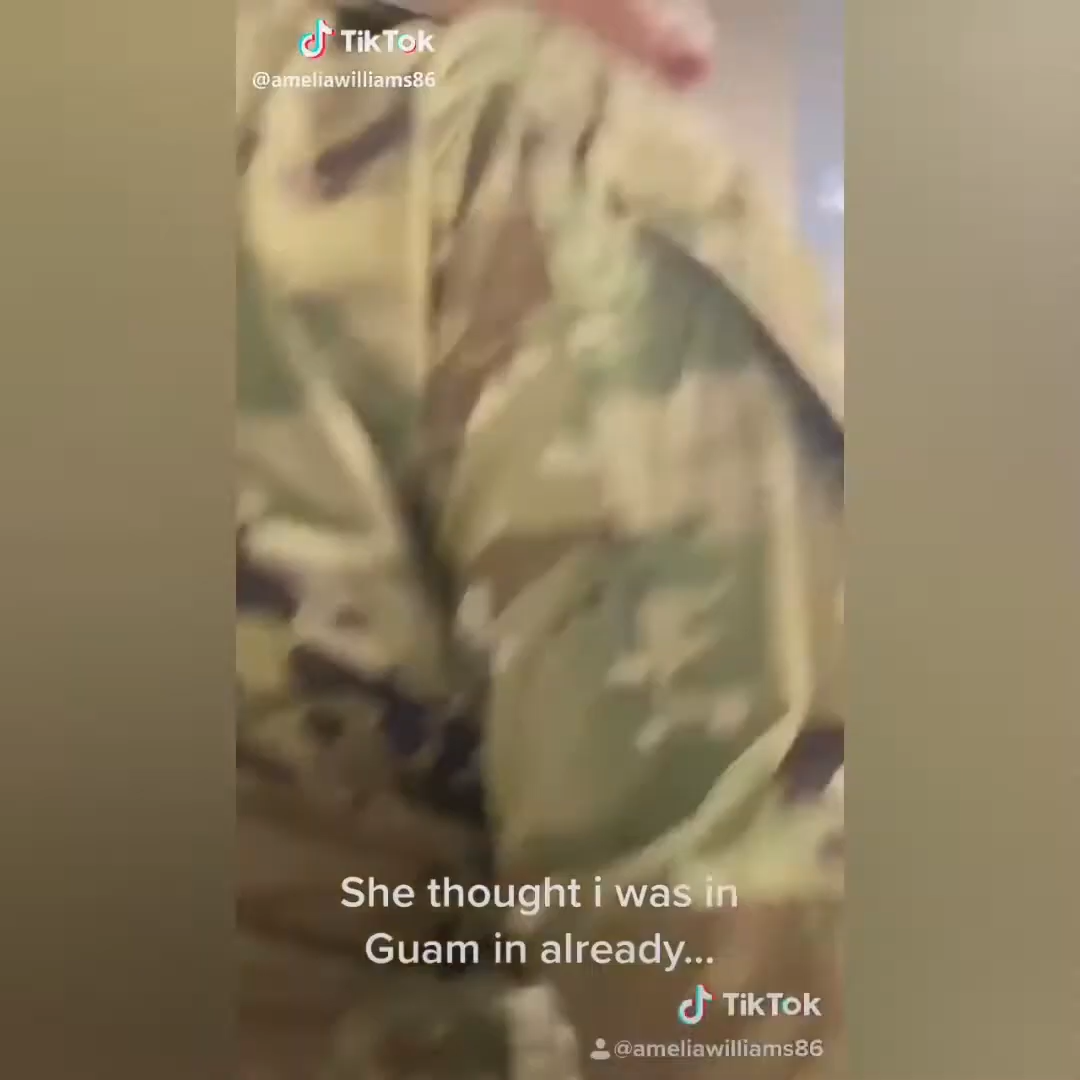 TikTok
@ameliawilliams86
She thought i was in
Guam in already...
TikTok
@ameliawilliams86